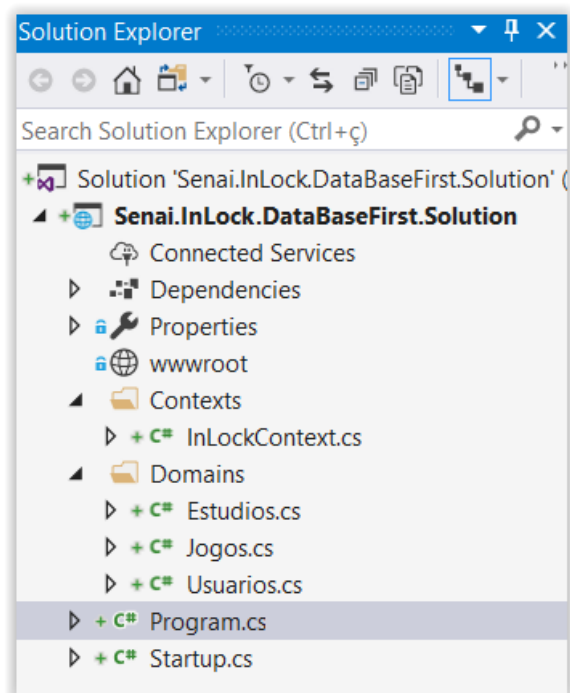 Solution Explorer
Search Solution Explorer (Ctrl+ç)
Solution 'Senai.InLock.DataBaseFirst.Solution' (
Senai.InLock.DataBaseFirst.Solution
Connected Services
Dependencies
Properties
wwwroot
Contexts
C# InLockContext.cs
Domains
C# Estudios.cs
C# Jogos.cs
C# Usuarios.cs
C# Program.cs
C# Startup.cs